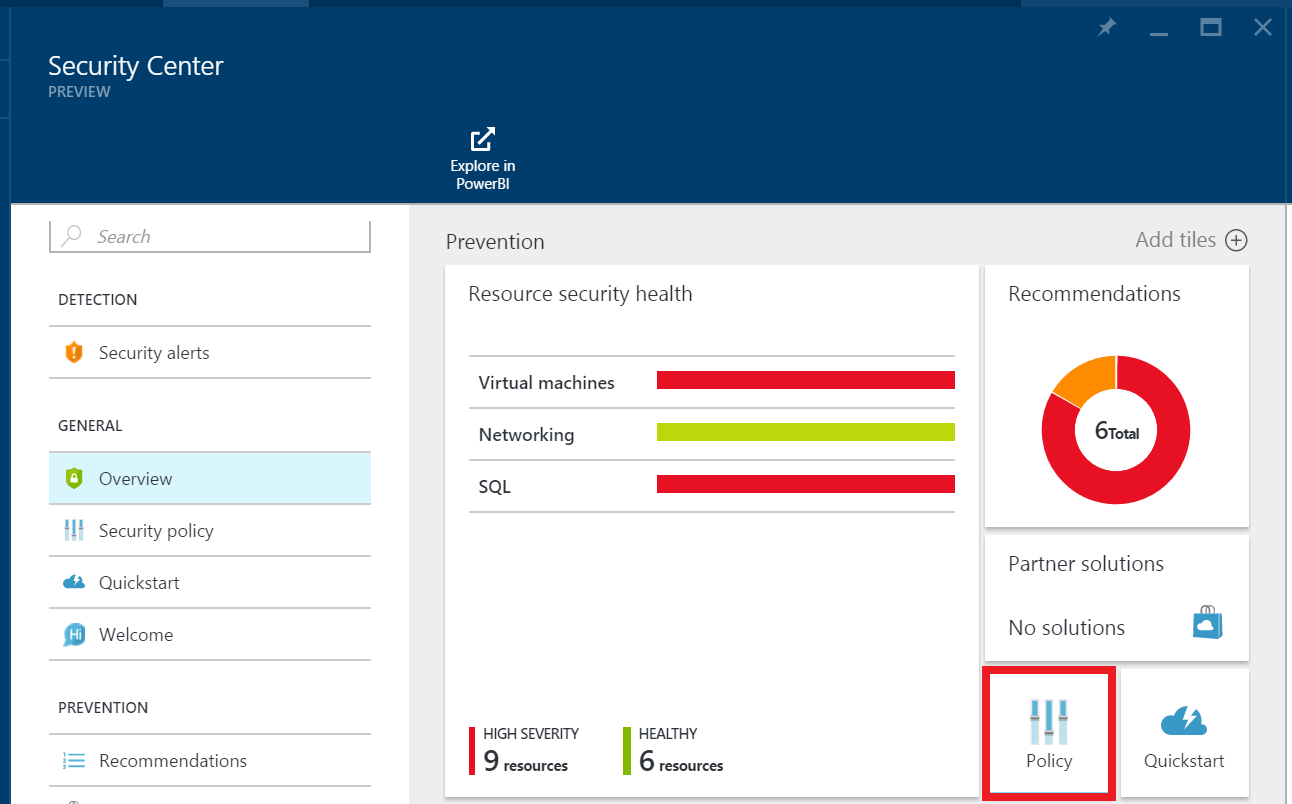 Security Center
PREVIEW
Explore in
PowerBI
Search
DETECTION
Security alerts
GENERAL
Overview
Security policy
Quickstart
Hi
Welcome
PREVENTION
Recommendations
Prevention
Add tiles
Resource security health
Virtual machines
Networking
SQL
HIGH SEVERITY
9 resources
HEALTHY
6 resources
Recommendations
6Total
Partner solutions
No solutions
Policy
Quickstart